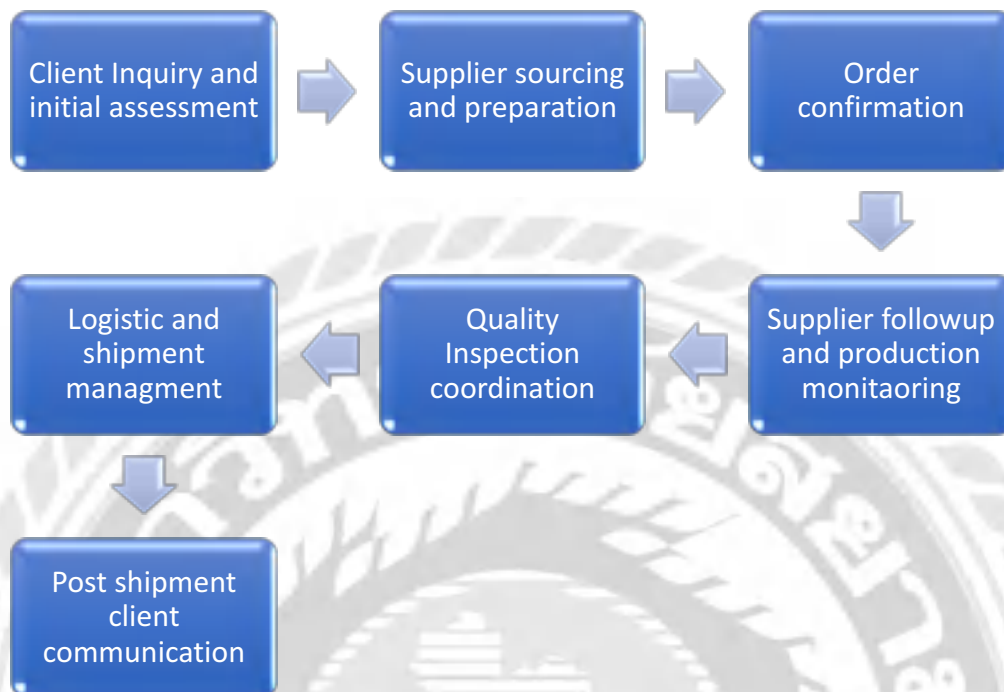 Client Inquiry and
initial assessment
Supplier sourcing
and preparation
Order
confirmation
Supplier followup
and production
monitaoring
Quality
Inspection
coordination
Logistic and
shipment
managment
Post shipment
client
communication